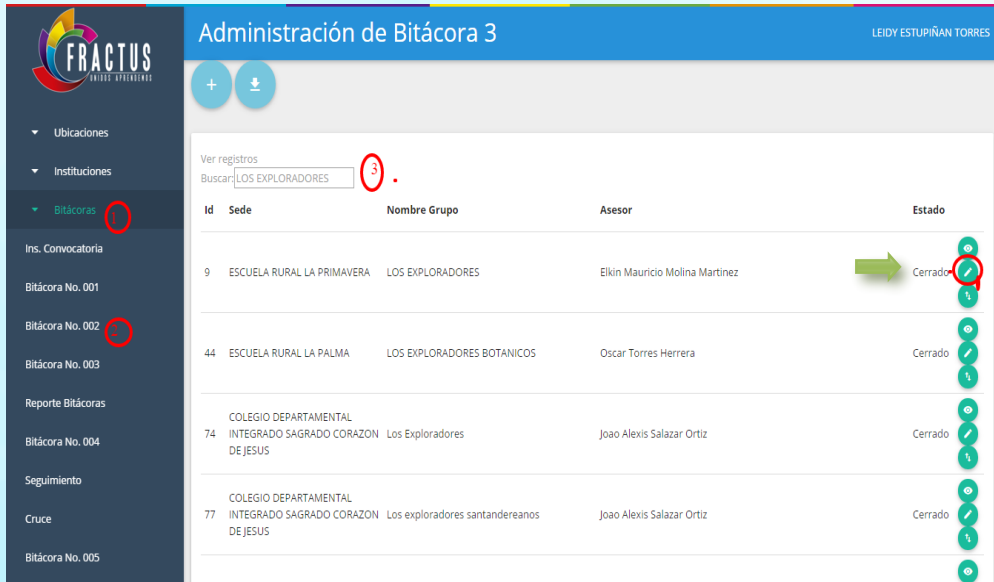 FRACTUS
UNIDOS APRENDEMOS
Administración de Bitácora 3
LEIDY ESTUPIÑAN TORRES
Ubicaciones
Instituciones
Bitácoras
1
Ins. Convocatoria
Bitácora No. 001
Bitácora No. 002
2
Bitácora No. 003
Reporte Bitácoras
Bitácora No. 004
Seguimiento
Cruce
Bitácora No. 005
Ver registros
Buscar: LOS EXPLORADORES
3 .
Id Sede Nombre Grupo Asesor Estado
9 ESCUELA RURAL LA PRIMAVERA LOS EXPLORADORES Elkin Mauricio Molina Martinez Cerrado
44 ESCUELA RURAL LA PALMA LOS EXPLORADORES BOTANICOS Oscar Torres Herrera Cerrado
COLEGIO DEPARTAMENTAL
74 INTEGRADO SAGRADO CORAZON Los Exploradores Joao Alexis Salazar Ortiz Cerrado
DE JESUS
COLEGIO DEPARTAMENTAL
77 INTEGRADO SAGRADO CORAZON Los exploradores santandereanos Joao Alexis Salazar Ortiz Cerrado
DE JESUS